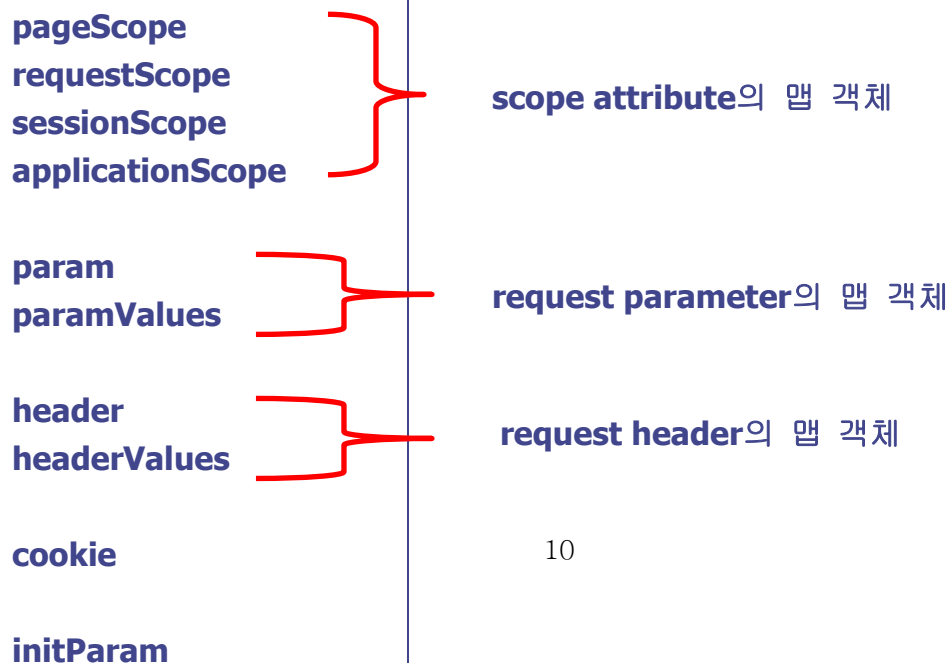 pageScope
requestScope
sessionScope
applicationScope
scope attribute의 맵 객체
param
paramValues
request parameter의 맵 객체
header
headerValues
request header의 맵 객체
cookie
10
initParam